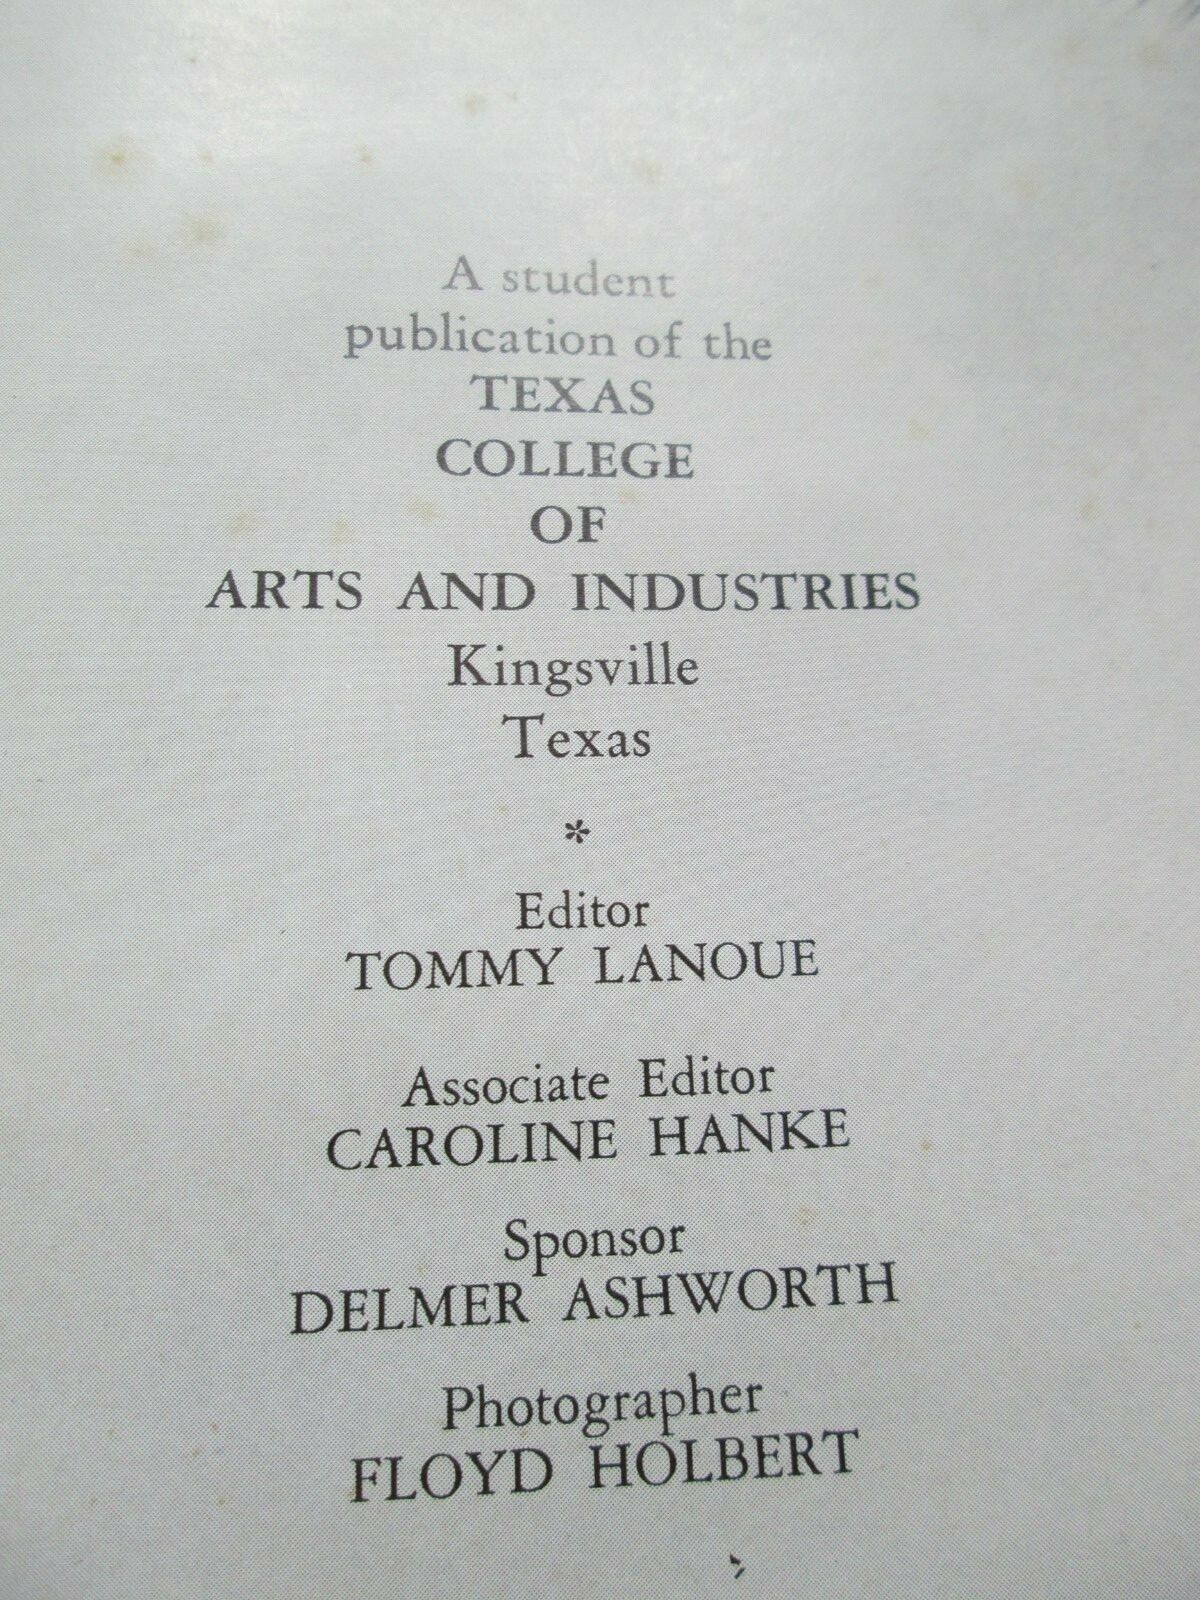 A student
publication of the
TEXAS
COLLEGE
OF
ARTS AND INDUSTRIES
Kingsville
Texas
*
Editor
TOMMY LANOUE
Associate Editor
CAROLINE HANKE
Sponsor
DELMER ASHWORTH
Photographer
FLOYD HOLBERT